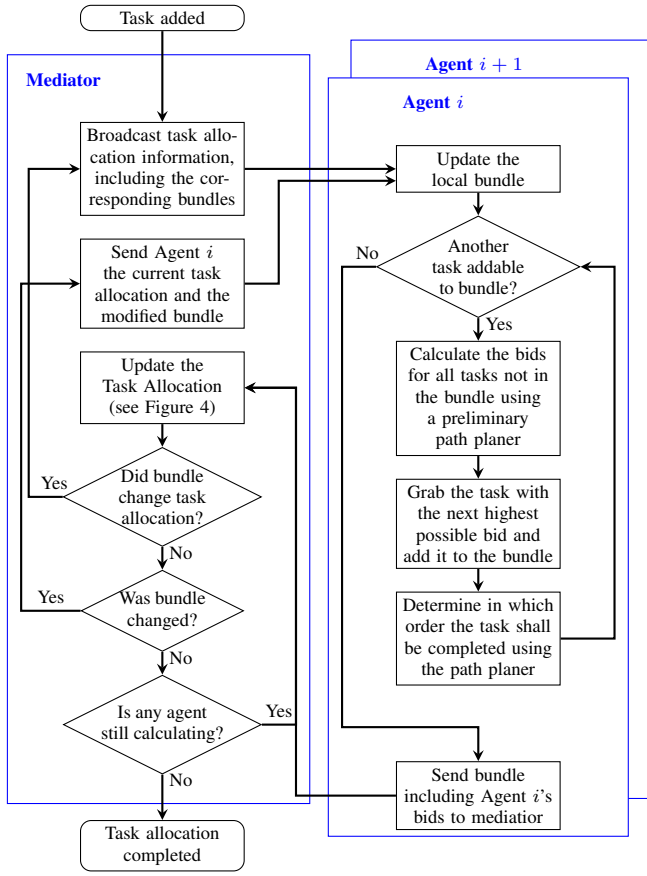 Task added
Mediator
Broadcast task allo-
cation information,
including the cor-
responding bundles
Send Agent i
the current task
allocation and the
modified bundle
Update the
Task Allocation
(see Figure 4)
Did bundle
change task
allocation?
Yes
No
Was bundle
changed?
Yes
No
Is any agent
still calculating?
Yes
No
Task allocation
completed
Agent i + 1
Agent i
Update the
local bundle
Another
task addable
to bundle?
No
Yes
Calculate the bids
for all tasks not in
the bundle using
a preliminary
path planer
Grab the task with
the next highest
possible bid and
add it to the bundle
Determine in which
order the task shall
be completed using
the path planer
Send bundle
including Agent i's
bids to mediatior